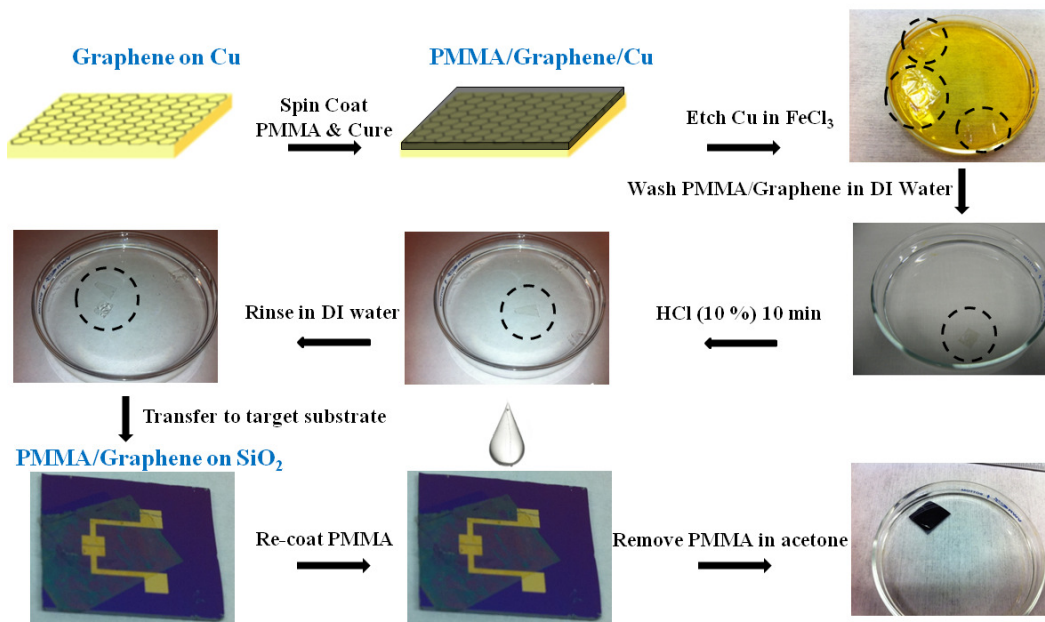 Graphene on Cu
Spin Coat
PMMA & Cure
PMMA/Graphene/Cu
Etch Cu in FeCl₃
Wash PMMA/Graphene in DI Water
HCl (10 %) 10 min
Rinse in DI water
Transfer to target substrate
PMMA/Graphene on SiO₂
Re-coat PMMA
Remove PMMA in acetone